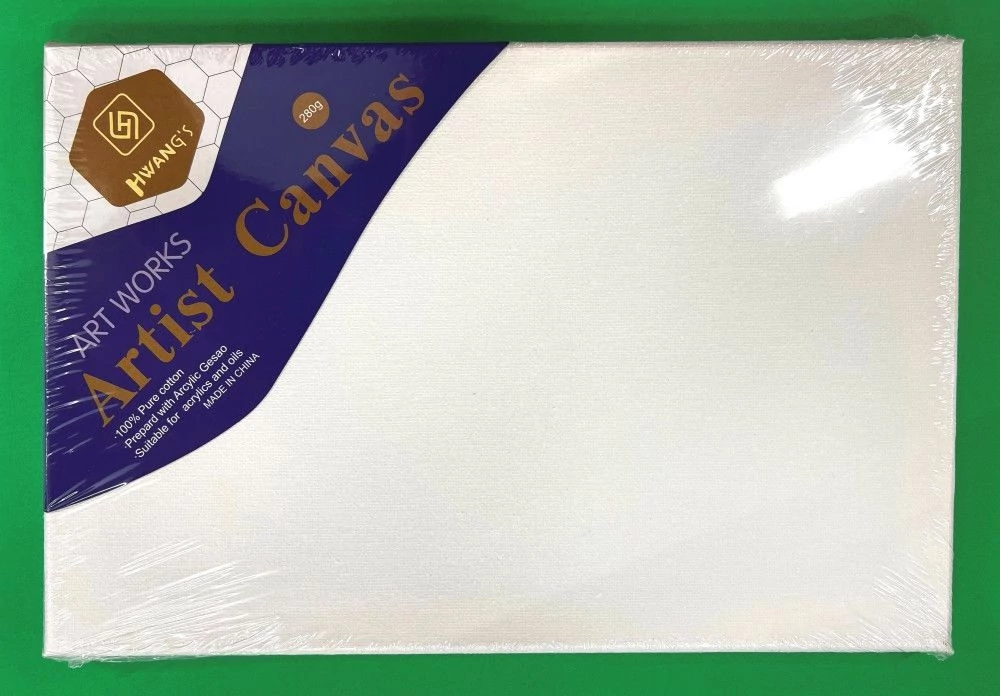 HWANG'S
280g
ART WORKS
Artist Canvas
·100% Pure cotton
·Prepard with Arcylic Gesao
·Suitable for acrylics and oils
MADE IN CHINA